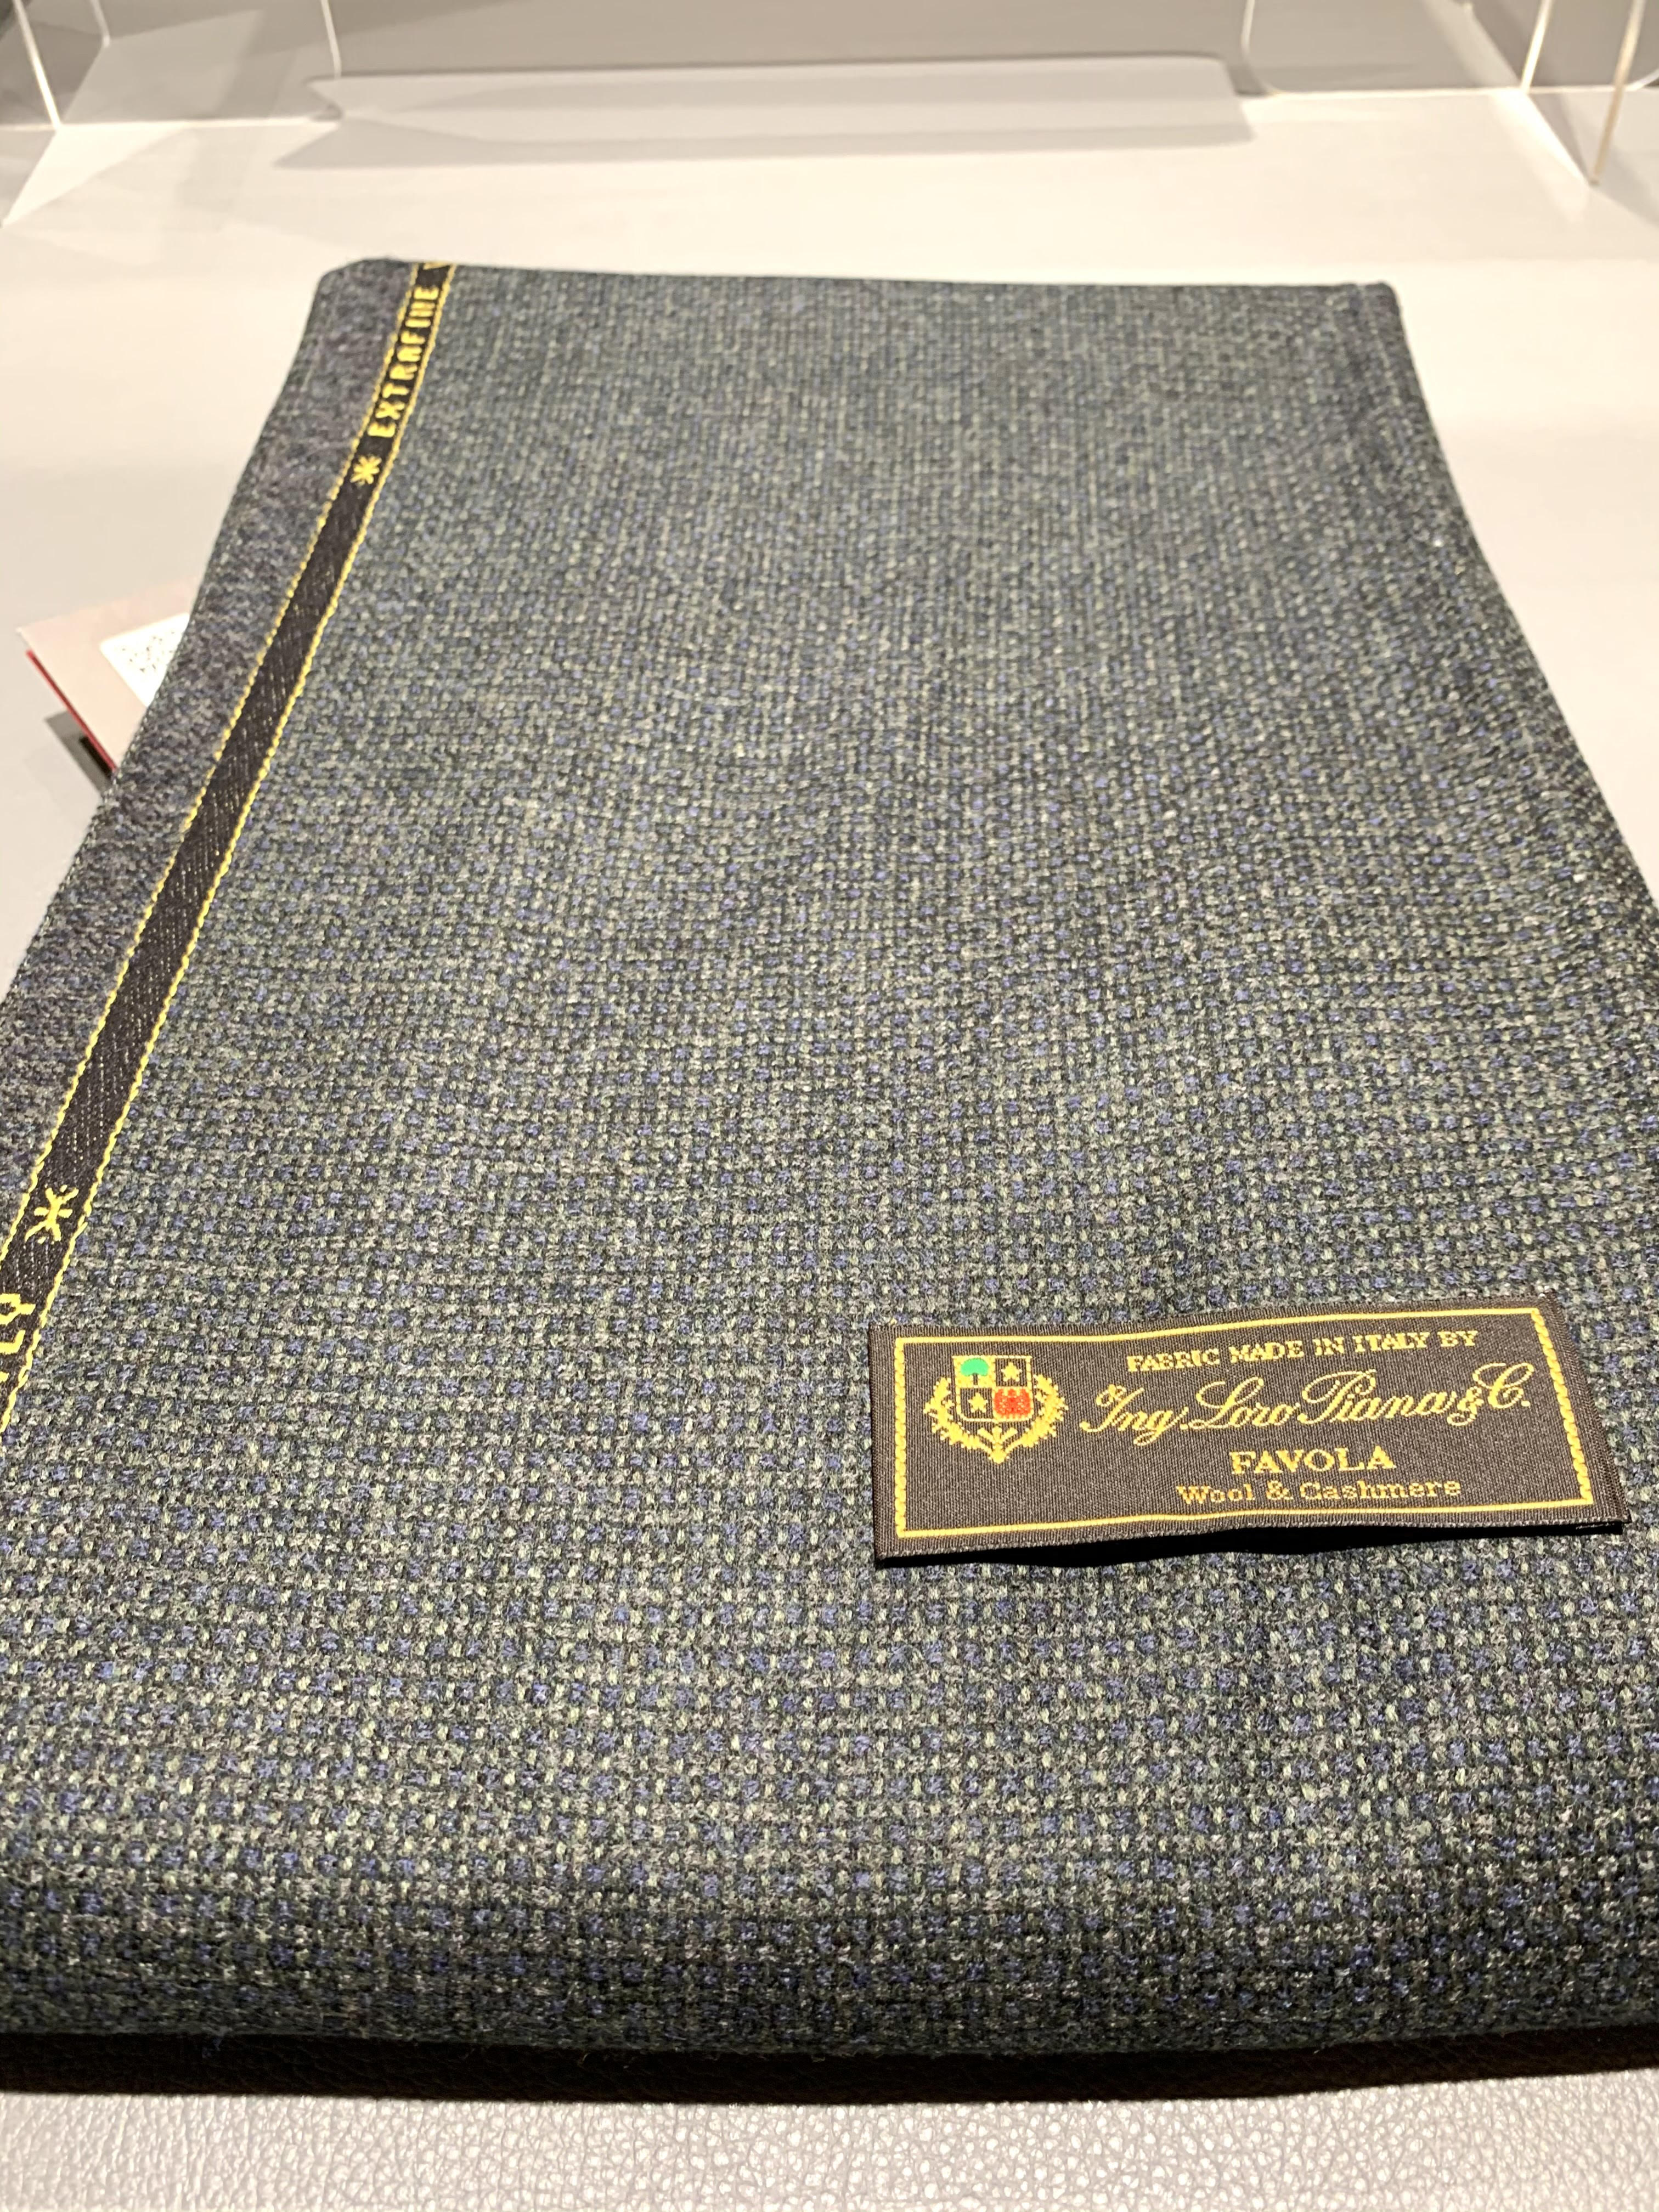 EXTRAFINE
FABRIC MADE IN ITALY BY
Ing. Loro Piana & C.
FAVOLA
Wool & Cashmere